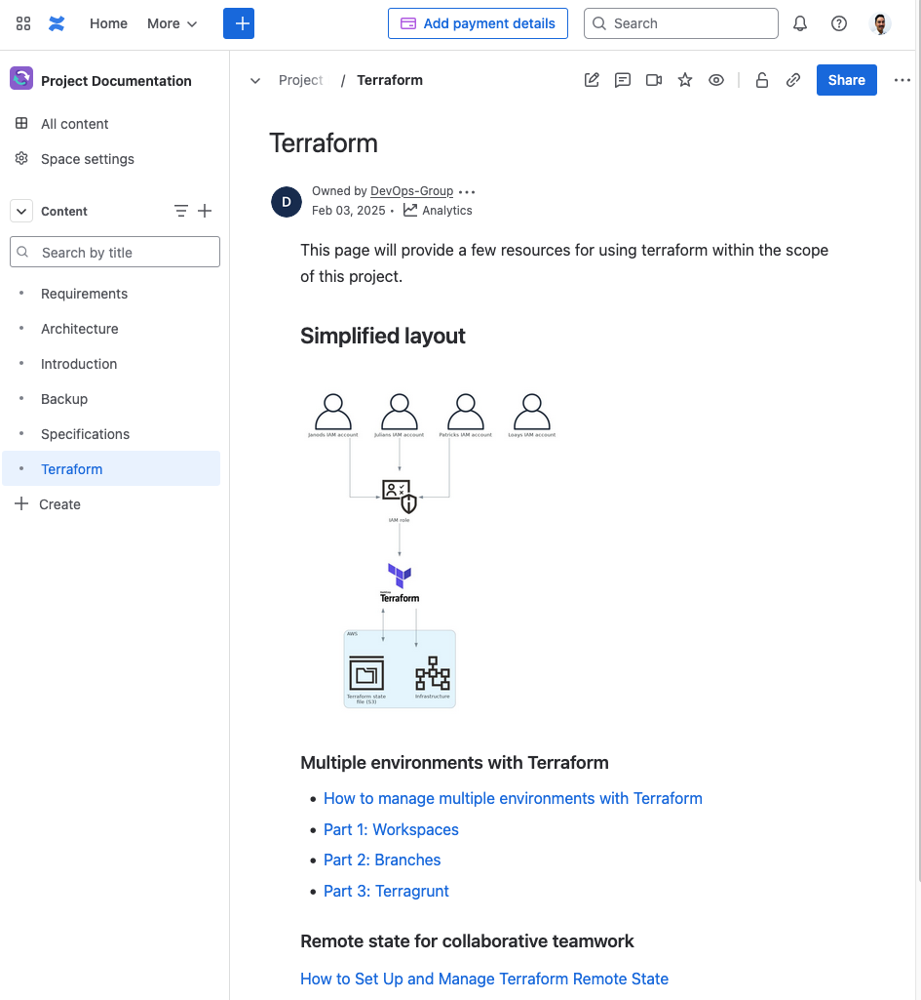 Home
More
Add payment details
Search
Project Documentation
All content
Space settings
Content
Search by title
Requirements
Architecture
Introduction
Backup
Specifications
Terraform
Create
Project / Terraform
Share
Terraform
D
Owned by DevOps-Group
Feb 03, 2025 • Analytics
This page will provide a few resources for using terraform within the scope
of this project.
Simplified layout
Janeds IAM account
Julians IAM account
Patricks IAM account
Loays IAM account
IAM role
Terraform
AWS
Terraform state
file (S3)
Infrastructure
Multiple environments with Terraform
• How to manage multiple environments with Terraform
• Part 1: Workspaces
• Part 2: Branches
• Part 3: Terragrunt
Remote state for collaborative teamwork
How to Set Up and Manage Terraform Remote State